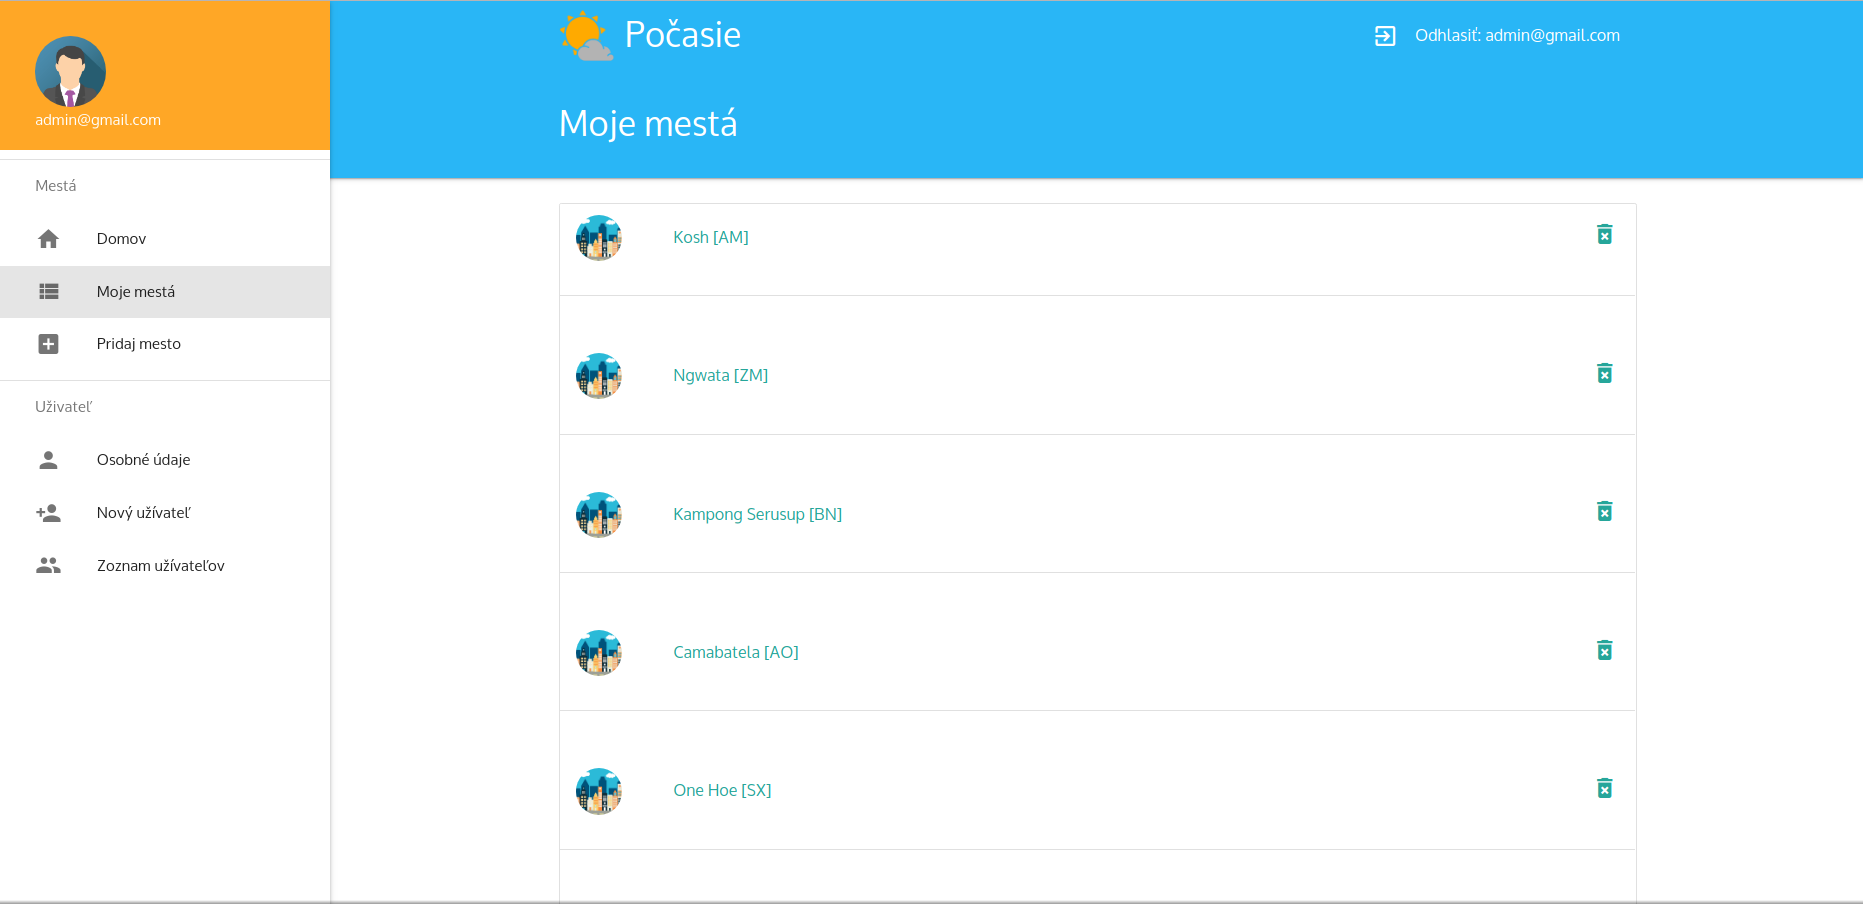 admin@gmail.com
Mestá
Domov
Moje mestá
Pridaj mesto
Uživateľ
Osobné údaje
Nový užívateľ
Zoznam užívateľov
Počasie
Odhlasiť: admin@gmail.com
Moje mestá
Kosh [AM]
Ngwata [ZM]
Kampong Serusup [BN]
Camabatela [AO]
One Hoe [SX]